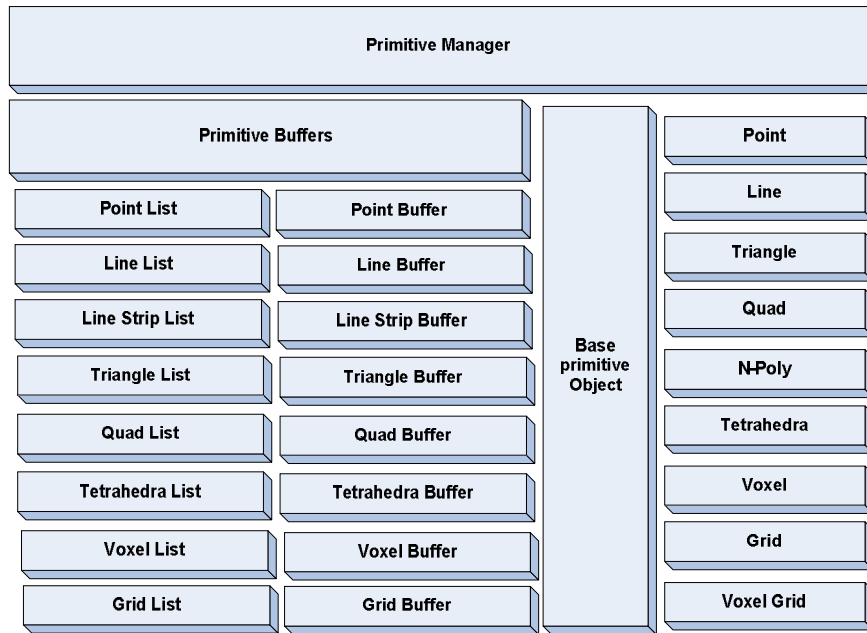 Primitive Manager
Primitive Buffers
Point List
Point Buffer
Line List
Line Buffer
Line Strip List
Line Strip Buffer
Triangle List
Triangle Buffer
Quad List
Quad Buffer
Tetrahedra List
Tetrahedra Buffer
Voxel List
Voxel Buffer
Grid List
Grid Buffer
Base
primitive
Object
Point
Line
Triangle
Quad
N-Poly
Tetrahedra
Voxel
Grid
Voxel Grid